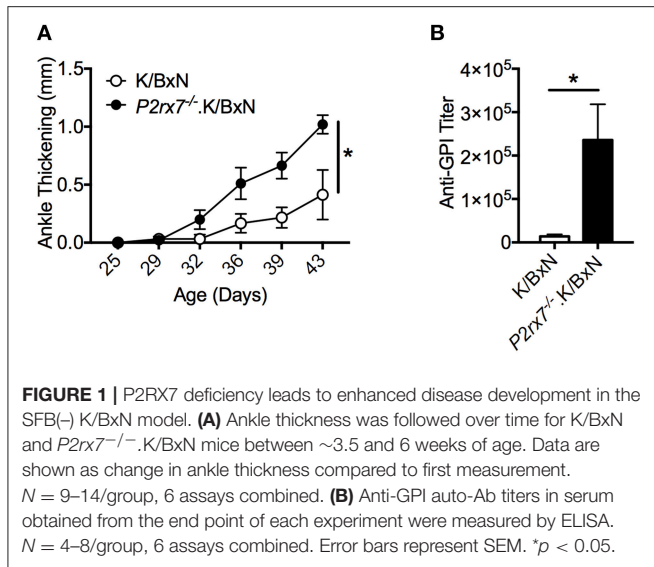 A
B
K/BxN
P2rx7-/-.K/BxN
Ankle Thickening (mm)
1.5
1.0
0.5
0.0
*
25 29 32 36 39 43
Age (Days)
Anti-GPI Titer
4×10⁵
3×10⁵
2×10⁵
1×10⁵
0
*
K/BxN
P2rx7-/-.K/BxN
FIGURE 1 | P2RX7 deficiency leads to enhanced disease development in the
SFB(–) K/BxN model. (A) Ankle thickness was followed over time for K/BxN
and P2rx7−/−.K/BxN mice between ∼3.5 and 6 weeks of age. Data are
shown as change in ankle thickness compared to first measurement.
N = 9–14/group, 6 assays combined. (B) Anti-GPI auto-Ab titers in serum
obtained from the end point of each experiment were measured by ELISA.
N = 4–8/group, 6 assays combined. Error bars represent SEM. *p < 0.05.